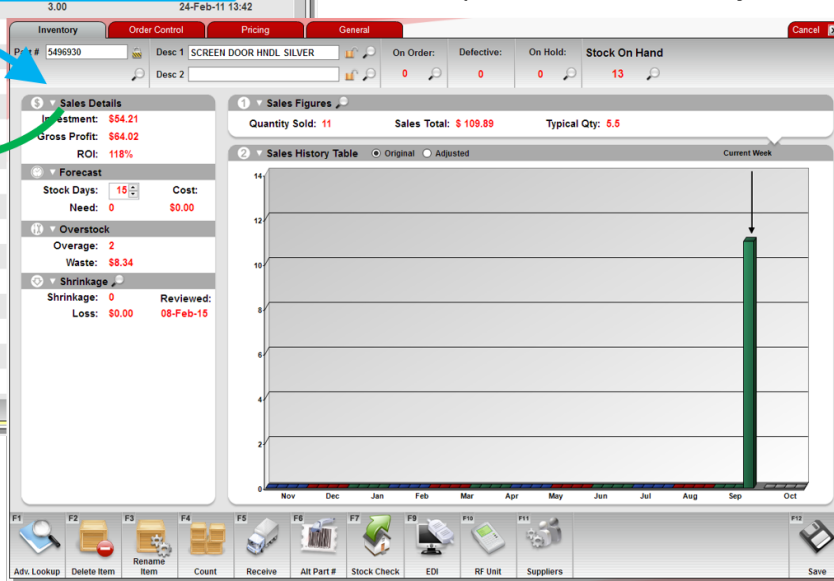 3.00 24-Feb-11 13:42
Inventory Order Control Pricing General Cancel
Part # 5496930 Desc 1 SCREEN DOOR HNDL SILVER On Order: Defective: On Hold: Stock On Hand
Desc 2 0 0 0 13
$ Sales Details
Investment: $54.21
Gross Profit: $64.02
ROI: 118%
Forecast
Stock Days: 15 Cost:
Need: 0 $0.00
Overstock
Overage: 2
Waste: $8.34
Shrinkage
Shrinkage: 0 Reviewed:
Loss: $0.00 08-Feb-15
1 Sales Figures
Quantity Sold: 11 Sales Total: $ 109.89 Typical Qty: 5.5
2 Sales History Table Original Adjusted Current Week
14
12
10
8
6
4
2
0
Nov Dec Jan Feb Mar Apr May Jun Jul Aug Sep Oct
F1 F2 F3 F4 F5 F6 F7 F9 F10 F11 F12
Adv. Lookup Delete Item Rename Item Count Receive Alt Part # Stock Check EDI RF Unit Suppliers Save